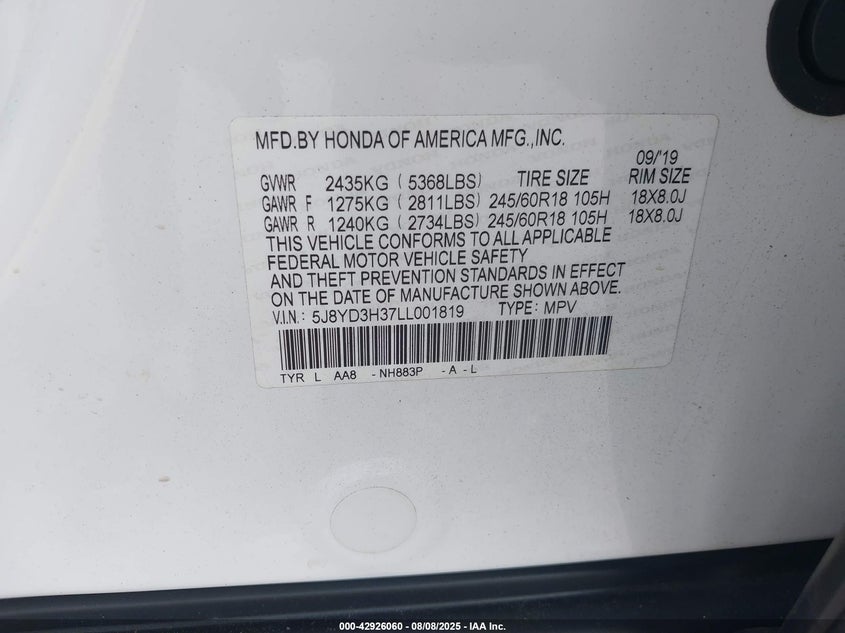 MFD.BY HONDA OF AMERICA MFG.,INC.
09/'19
GVWR 2435KG ( 5368LBS) TIRE SIZE RIM SIZE
GAWR F 1275KG ( 2811LBS) 245/60R18 105H 18X8.0J
GAWR R 1240KG ( 2734LBS) 245/60R18 105H 18X8.0J
THIS VEHICLE CONFORMS TO ALL APPLICABLE
FEDERAL MOTOR VEHICLE SAFETY
AND THEFT PREVENTION STANDARDS IN EFFECT
ON THE DATE OF MANUFACTURE SHOWN ABOVE.
V.I.N.: 5J8YD3H37LL001819 TYPE: MPV
TYR L AA8 - NH883P - A - L
000-42926060 - 08/08/2025 - IAA Inc.